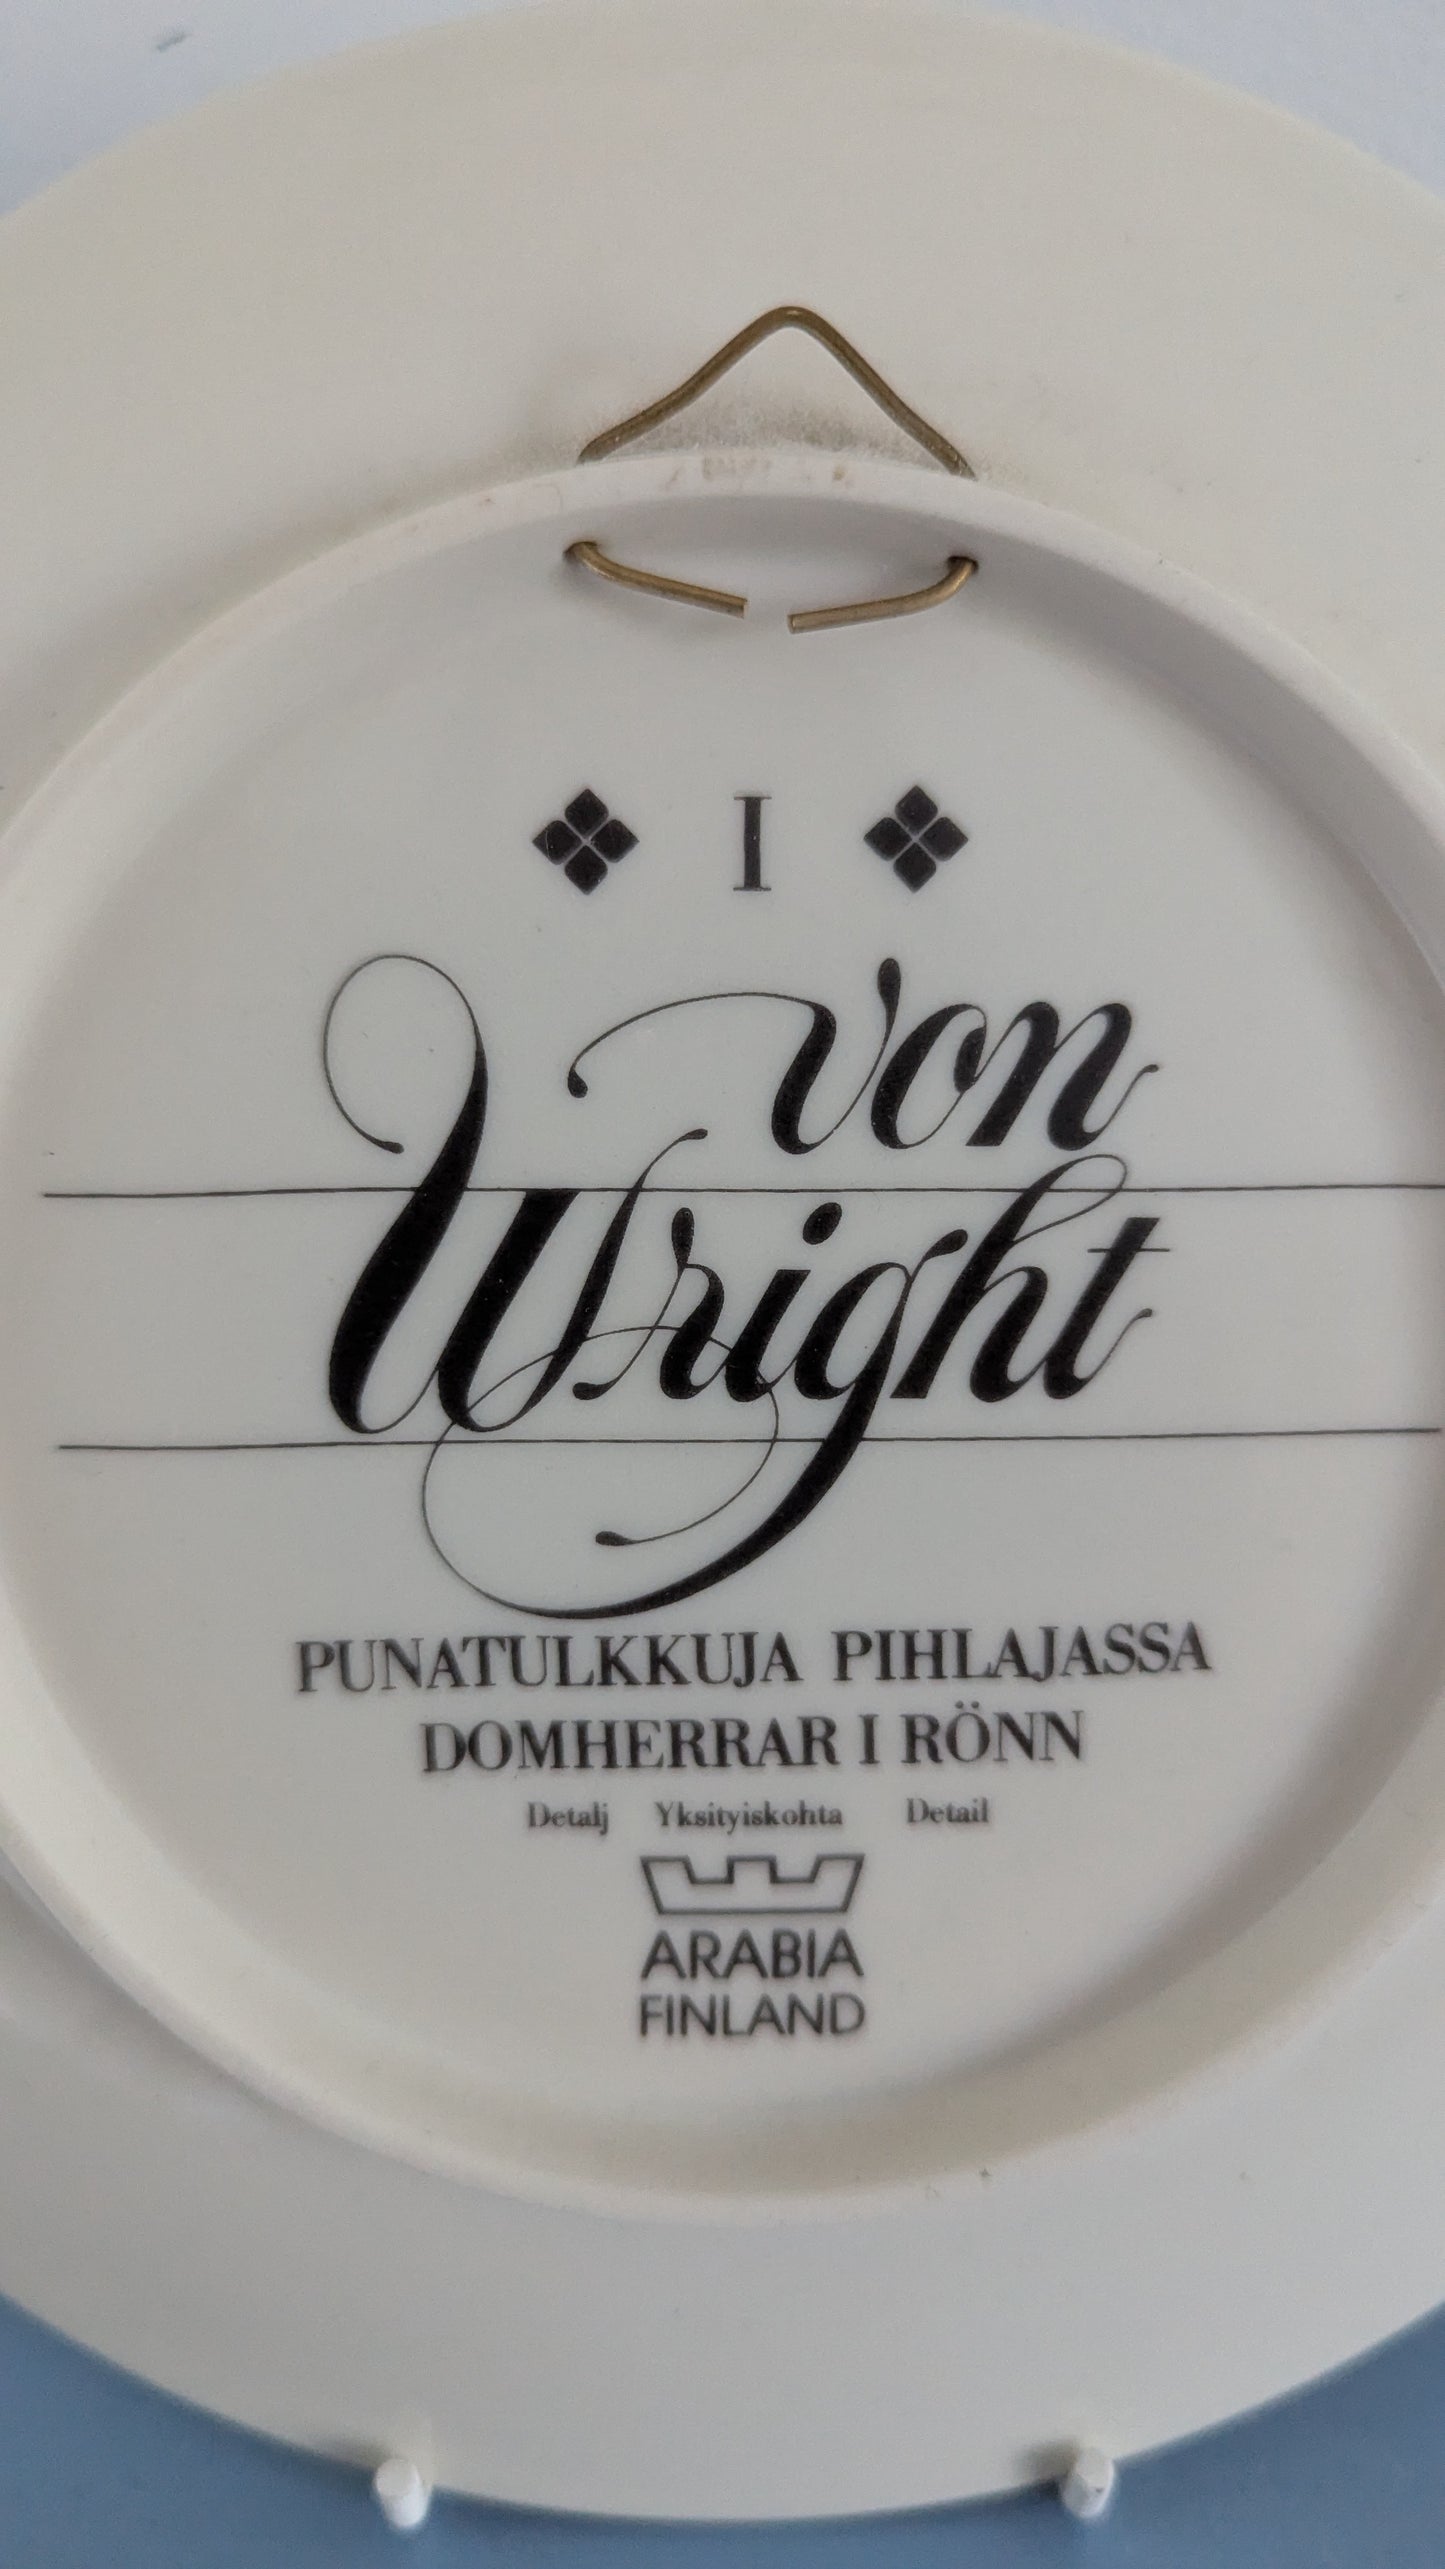 I
von
Wright
PUNATULKKUJA PIHLAJASSA
DOMHERRAR I RÖNN
Detalj Yksityiskohta Detail
ARABIA
FINLAND